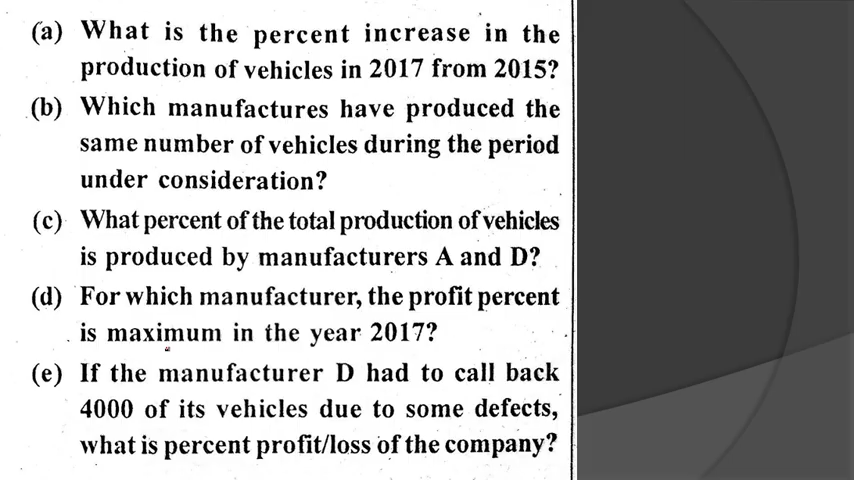 (a) What is the percent increase in the
production of vehicles in 2017 from 2015?
(b) Which manufactures have produced the
same number of vehicles during the period
under consideration?
(c) What percent of the total production of vehicles
is produced by manufacturers A and D?
(d) For which manufacturer, the profit percent
is maximum in the year 2017?
(e) If the manufacturer D had to call back
4000 of its vehicles due to some defects,
what is percent profit/loss of the company?